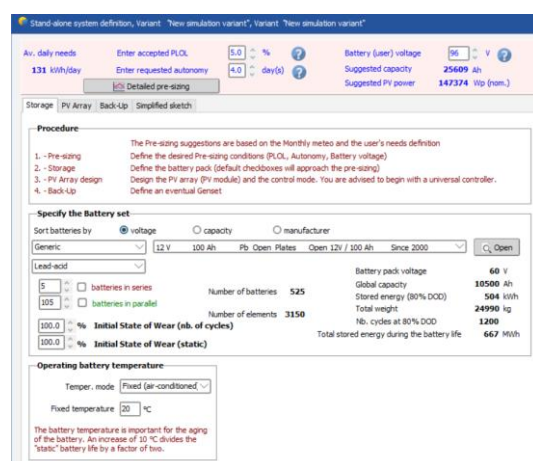 Stand-alone system definition, Variant "New simulation variant", Variant "New simulation variant"
Av. daily needs Enter accepted PLOL 5.0 % ? Battery (user) voltage 96 V ?
131 kWh/day Enter requested autonomy 4.0 day(s) ? Suggested capacity 25609 Ah
Detailed pre-sizing Suggested PV power 147374 Wp (nom.)
Storage PV Array Back-Up Simplified sketch
Procedure
The Pre-sizing suggestions are based on the Monthly meteo and the user's needs definition
1. - Pre-sizing Define the desired Pre-sizing conditions (PLOL, Autonomy, Battery voltage)
2. - Storage Define the battery pack (default checkboxes will approach the pre-sizing)
3. - PV Array design Design the PV array (PV module) and the control mode. You are advised to begin with a universal controller.
4. - Back-Up Define an eventual Genset
Specify the Battery set
Sort batteries by voltage capacity manufacturer
Generic 12 V 100 Ah Pb Open Plates Open 12V / 100 Ah Since 2000 Open
Lead-acid
5 batteries in series
105 batteries in parallel
Number of batteries 525
Number of elements 3150
100.0 % Initial State of Wear (nb. of cycles)
100.0 % Initial State of Wear (static)
Battery pack voltage 60 V
Global capacity 10500 Ah
Stored energy (80% DOD) 504 kWh
Total weight 24990 kg
Nb. cycles at 80% DOD 1200
Total stored energy during the battery life 667 MWh
Operating battery temperature
Temper. mode Fixed (air-conditioned)
Fixed temperature 20 °C
The battery temperature is important for the aging
of the battery. An increase of 10 °C divides the
"static" battery life by a factor of two.